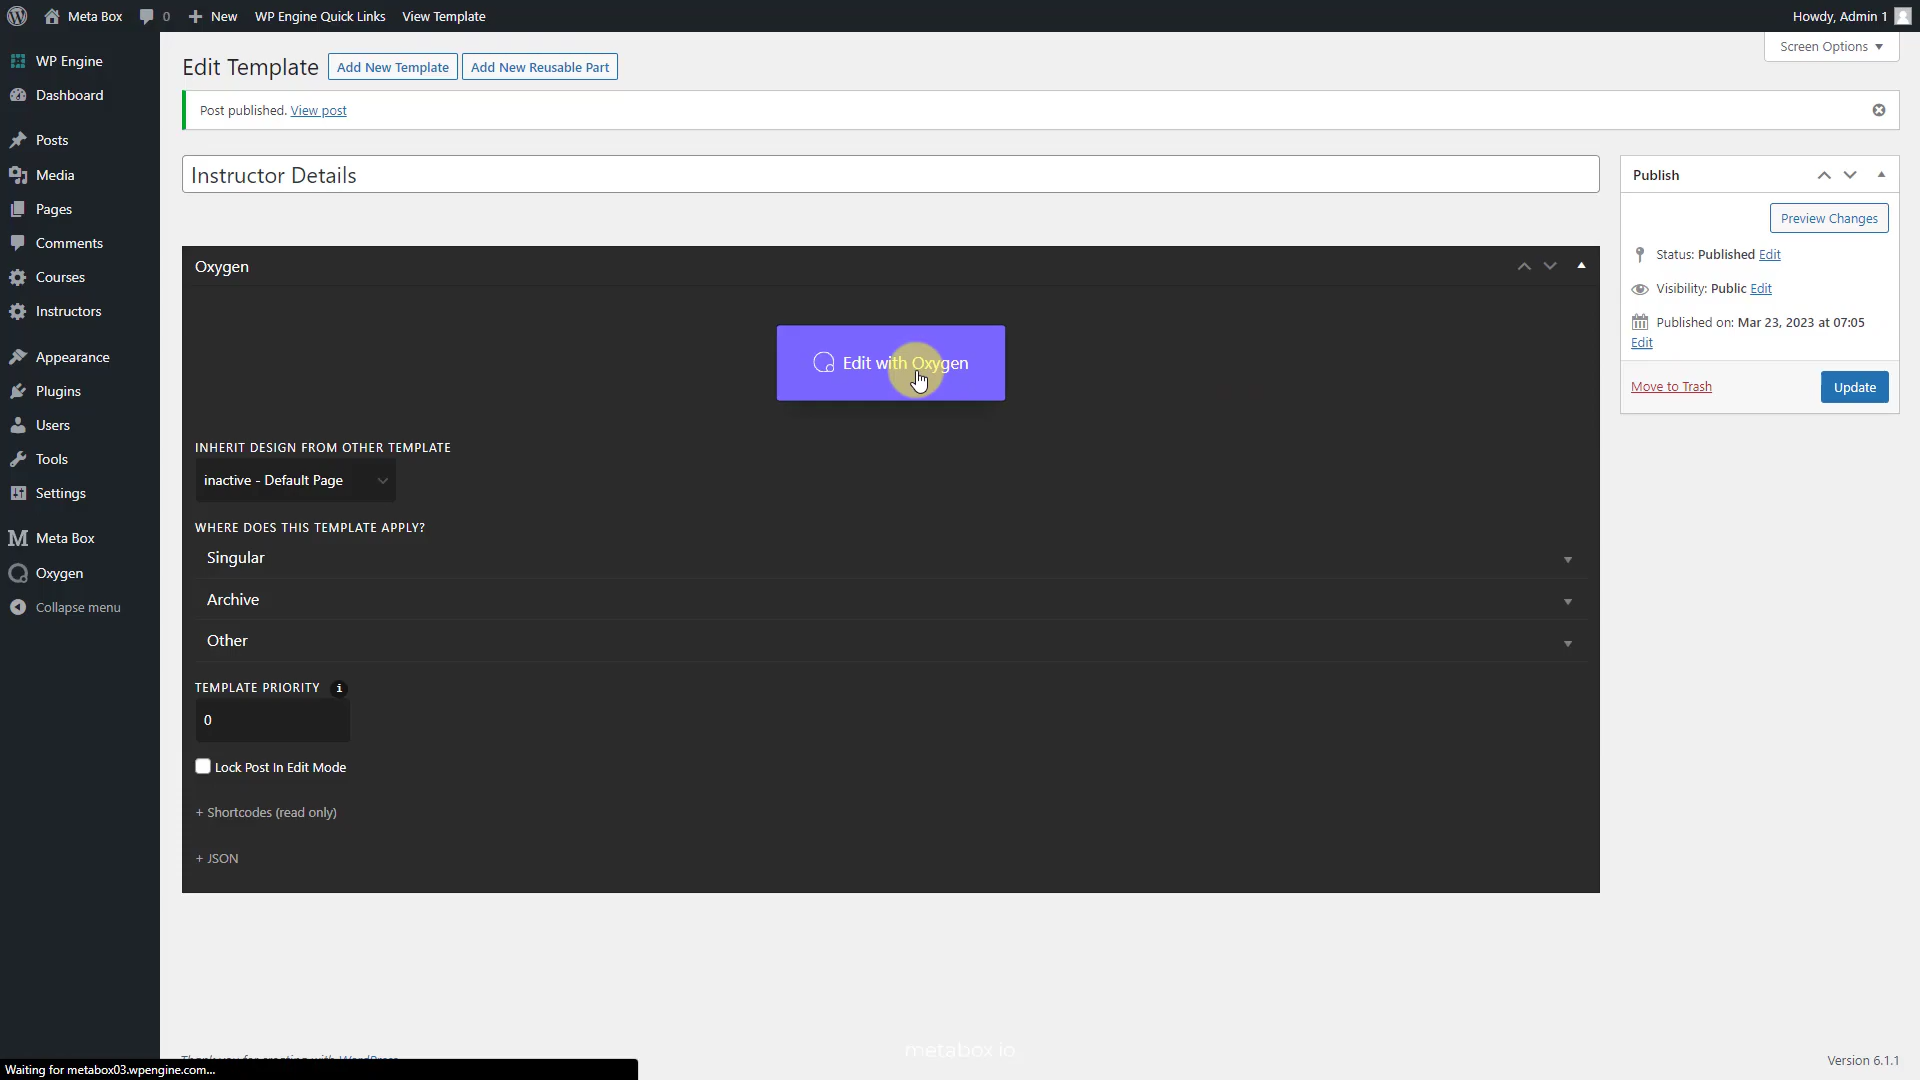 Meta Box
0
New
WP Engine Quick Links
View Template
Howdy, Admin 1
WP Engine
Dashboard
Posts
Media
Pages
Comments
Courses
Instructors
Appearance
Plugins
Users
Tools
Settings
Meta Box
Oxygen
Collapse menu
Screen Options
Edit Template
Add New Template
Add New Reusable Part
Post published. View post
Instructor Details
Oxygen
Edit with Oxygen
INHERIT DESIGN FROM OTHER TEMPLATE
inactive - Default Page
WHERE DOES THIS TEMPLATE APPLY?
Singular
Archive
Other
TEMPLATE PRIORITY i
0
Lock Post In Edit Mode
+ Shortcodes (read only)
+ JSON
Publish
Preview Changes
Status: Published Edit
Visibility: Public Edit
Published on: Mar 23, 2023 at 07:05
Edit
Move to Trash
Update
metabox.io
Thank you for creating with WordPress
Version 6.1.1
Waiting for metabox03.wpengine.com...